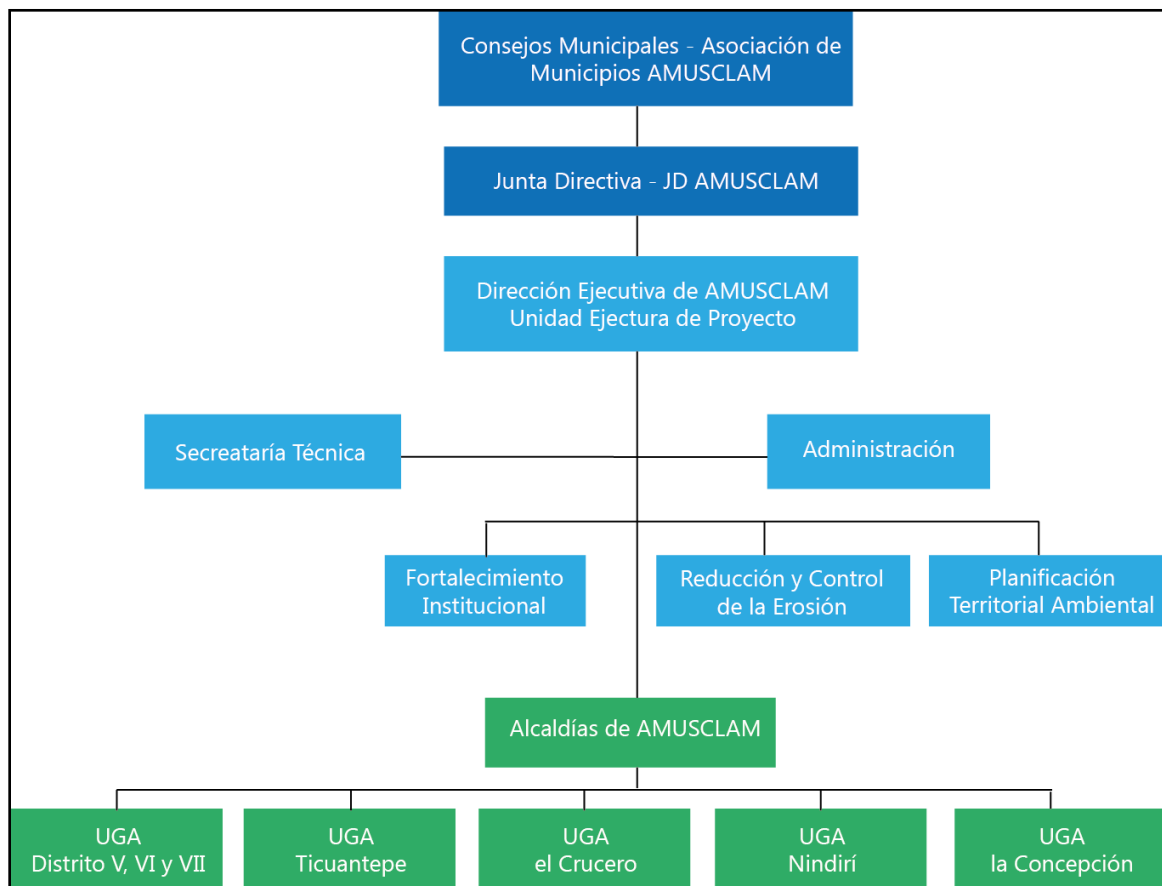 Consejos Municipales - Asociación de
Municipios AMUSCLAM
Junta Directiva - JD AMUSCLAM
Dirección Ejecutiva de AMUSCLAM
Unidad Ejectura de Proyecto
Secreataría Técnica
Administración
Fortalecimiento
Institucional
Reducción y Control
de la Erosión
Planificación
Territorial Ambiental
Alcaldías de AMUSCLAM
UGA
Distrito V, VI y VII
UGA
Ticuantepe
UGA
el Crucero
UGA
Nindirí
UGA
la Concepción